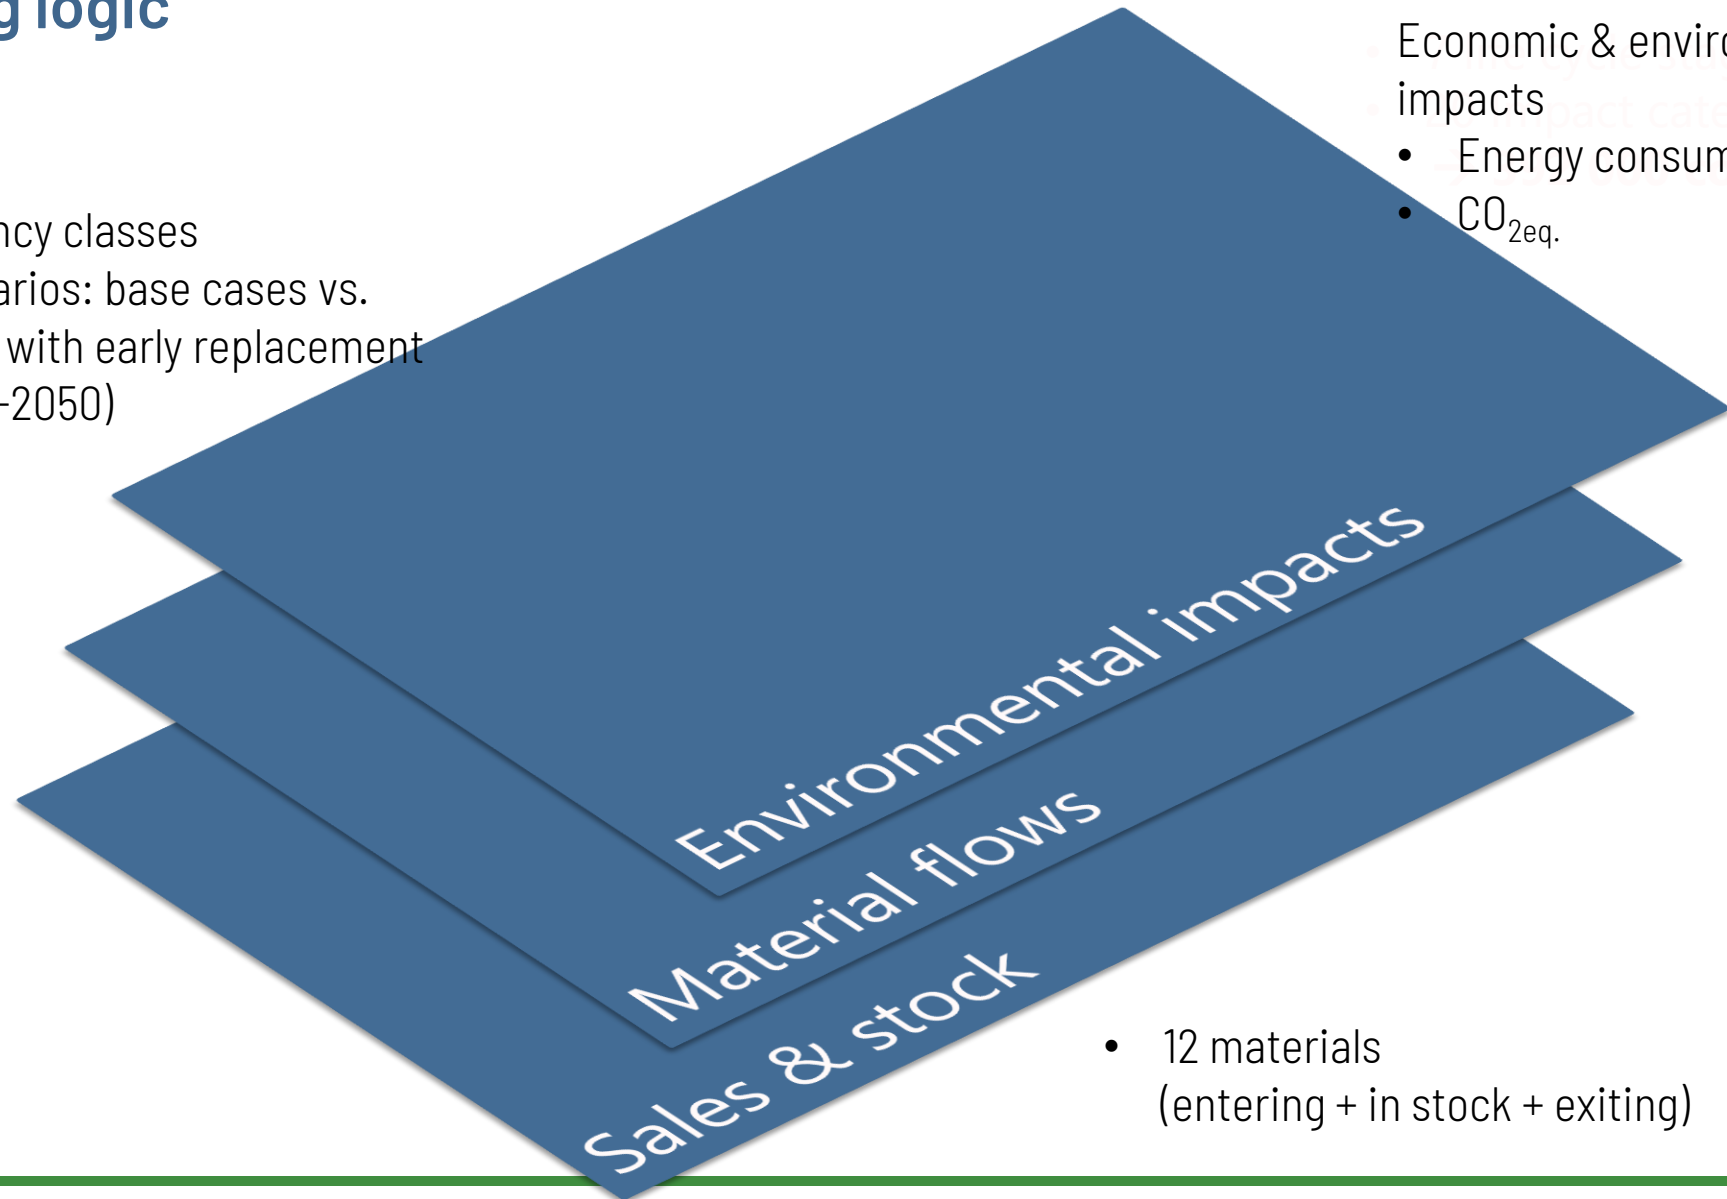 g logic
ncy classes
arios: base cases vs.
with early replacement
-2050)
Economic & enviro
impacts
• Energy consum
• CO2eq.
Environmental impacts
Material flows
Sales & stock
• 12 materials
(entering + in stock + exiting)